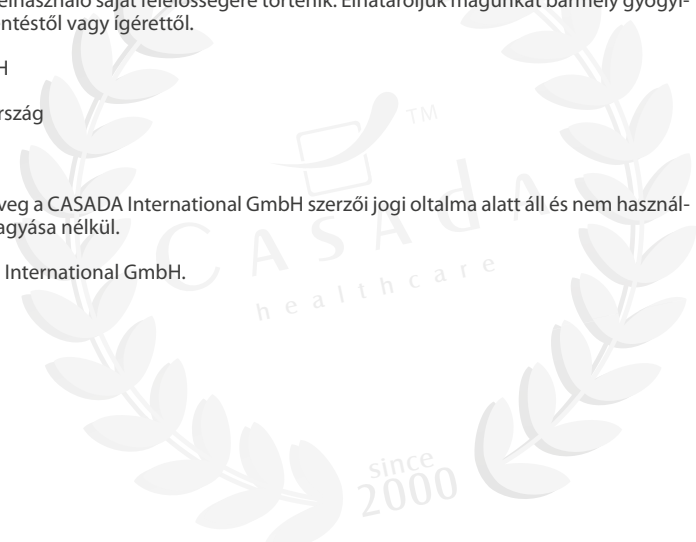 elhasználó saját felelősségére történik. Elhatároljuk magunkat bármely gyógyí-
ntéstől vagy ígérettől.
H
rszág
veg a CASADA International GmbH szerzői jogi oltalma alatt áll és nem használ-
agyása nélkül.
International GmbH.
TM
CASADA
healthcare
since
2000